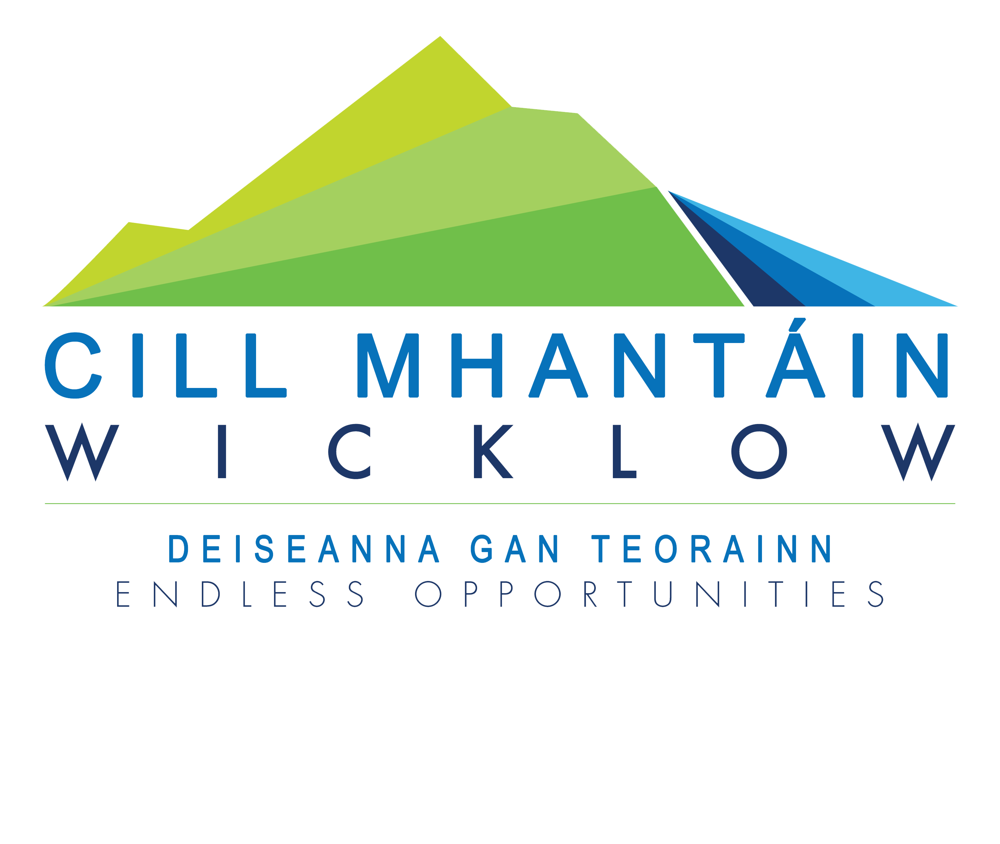 CILL MHANTÁIN
WICKLOW
DEISEANNA GAN TEORAINN
ENDLESS OPPORTUNITIES